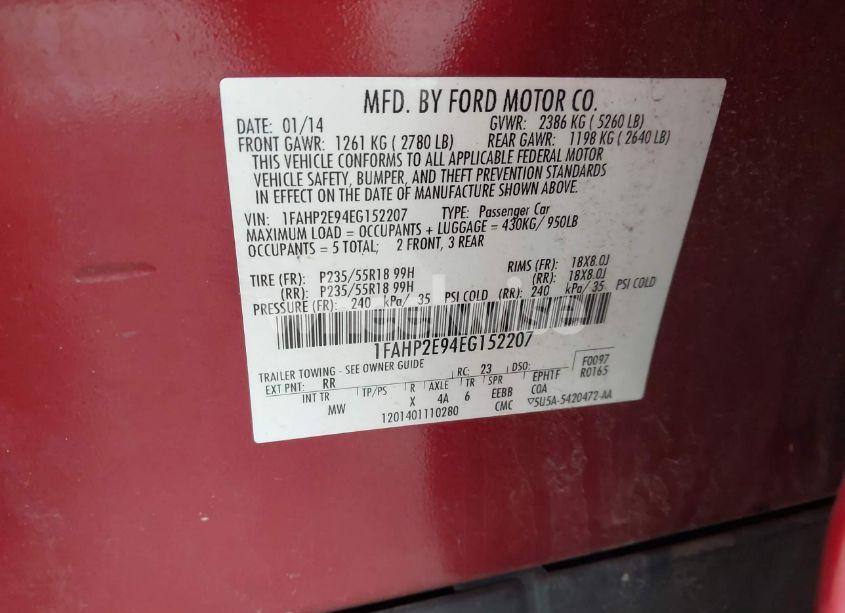 MFD. BY FORD MOTOR CO.
DATE: 01/14 GVWR: 2386 KG ( 5260 LB)
FRONT GAWR: 1261 KG ( 2780 LB) REAR GAWR: 1198 KG ( 2640 LB)
THIS VEHICLE CONFORMS TO ALL APPLICABLE FEDERAL MOTOR
VEHICLE SAFETY, BUMPER, AND THEFT PREVENTION STANDARDS
IN EFFECT ON THE DATE OF MANUFACTURE SHOWN ABOVE.
VIN: 1FAHP2E94EG152207 TYPE: Passenger Car
MAXIMUM LOAD = OCCUPANTS + LUGGAGE = 430KG/ 950LB
OCCUPANTS = 5 TOTAL; 2 FRONT, 3 REAR
TIRE (FR): P235/55R18 99H RIMS (FR): 18X8.0J
(RR): P235/55R18 99H (RR): 18X8.0J
PRESSURE (FR): 240 kPa/ 35 PSI COLD (RR): 240 kPa/ 35 PSI COLD
1FAHP2E94EG152207
TRAILER TOWING - SEE OWNER GUIDE
EXT PNT: RR RC: 23 DSO: F0097
INT TR TP/PS R AXLE TR SPR EPHTF R0165
MW X 4A 6 EEBB COA
1201401110280 CMC ▽5U5A-5420472-AA